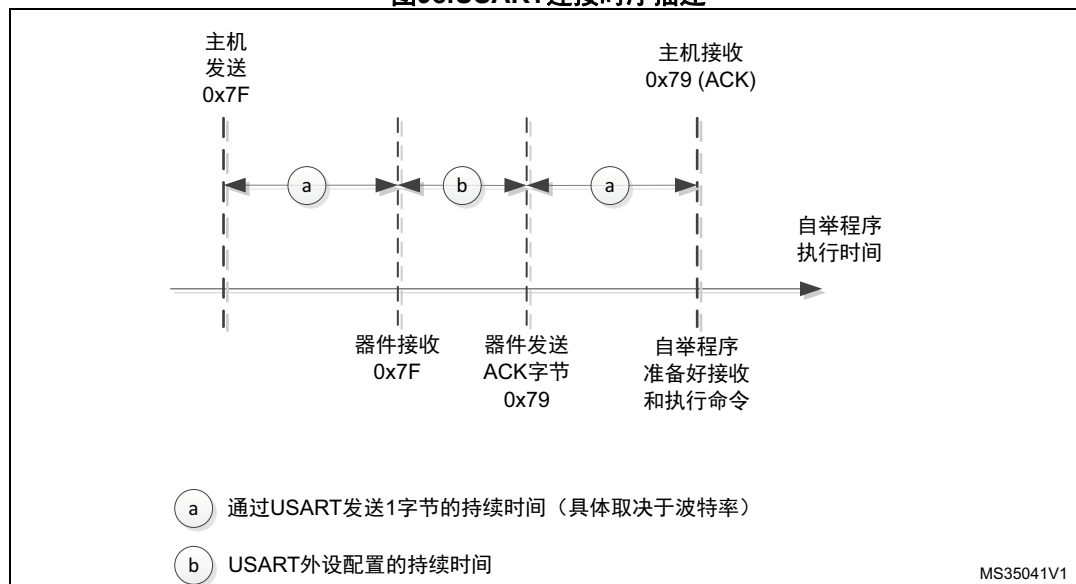 主机
发送
0x7F
主机接收
0x79 (ACK)
a
b
a
自举程序
执行时间
器件接收
0x7F
器件发送
ACK字节
0x79
自举程序
准备好接收
和执行命令
a 通过USART发送1字节的持续时间（具体取决于波特率）
b USART外设配置的持续时间
MS35041V1